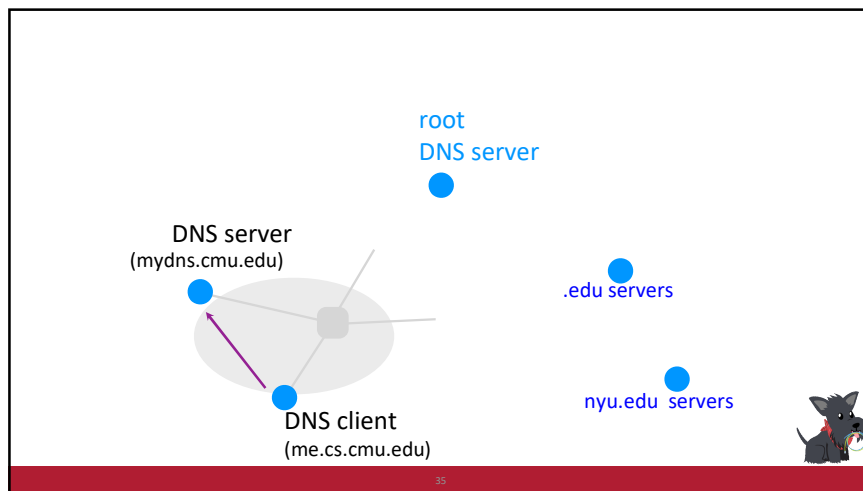 root
DNS server
DNS server
(mydns.cmu.edu)
.edu servers
nyu.edu servers
DNS client
(me.cs.cmu.edu)
35